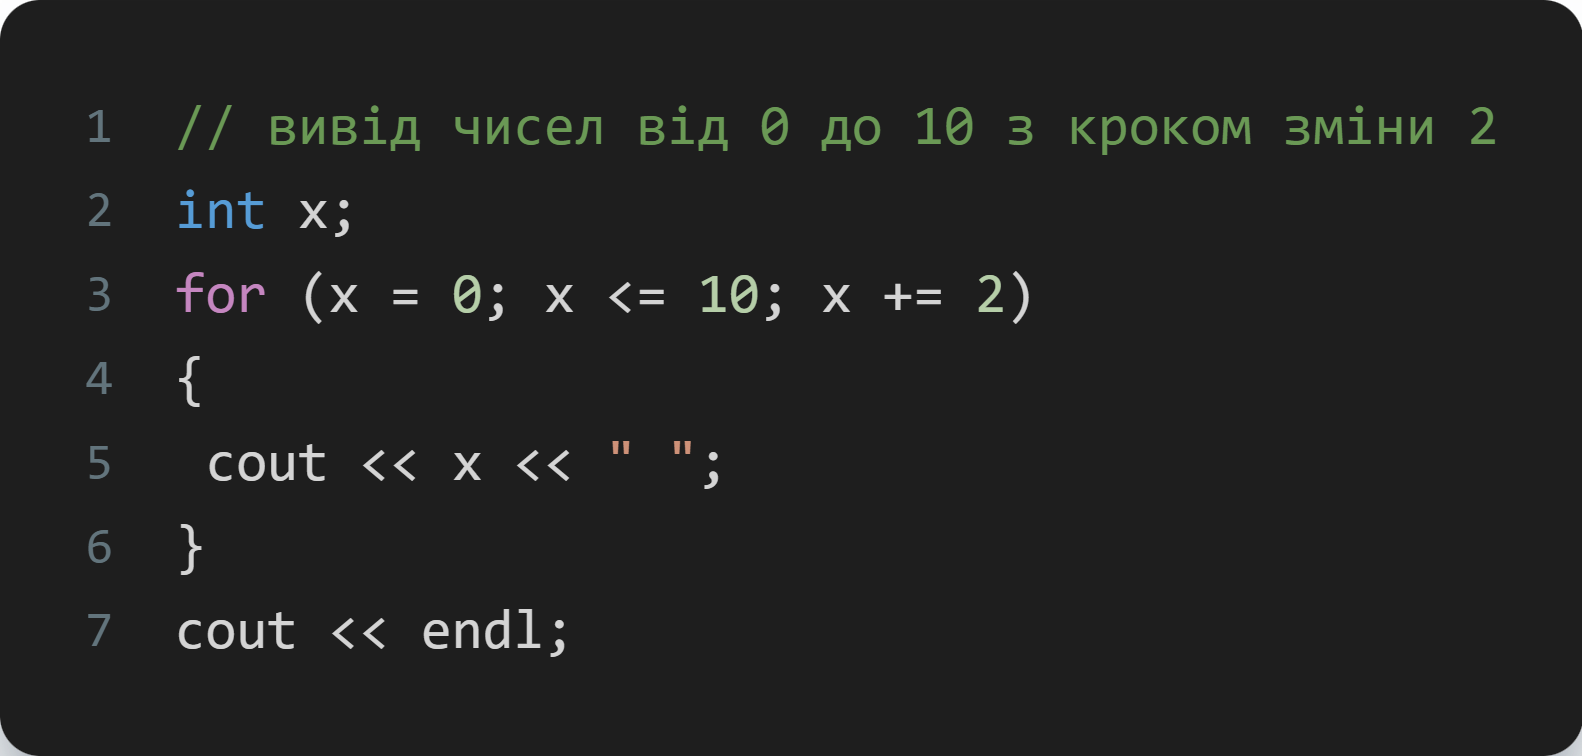 1 // вивід чисел від 0 до 10 з кроком зміни 2
2 int x;
3 for (x = 0; x <= 10; x += 2)
4 {
5  cout << x << " ";
6 }
7 cout << endl;